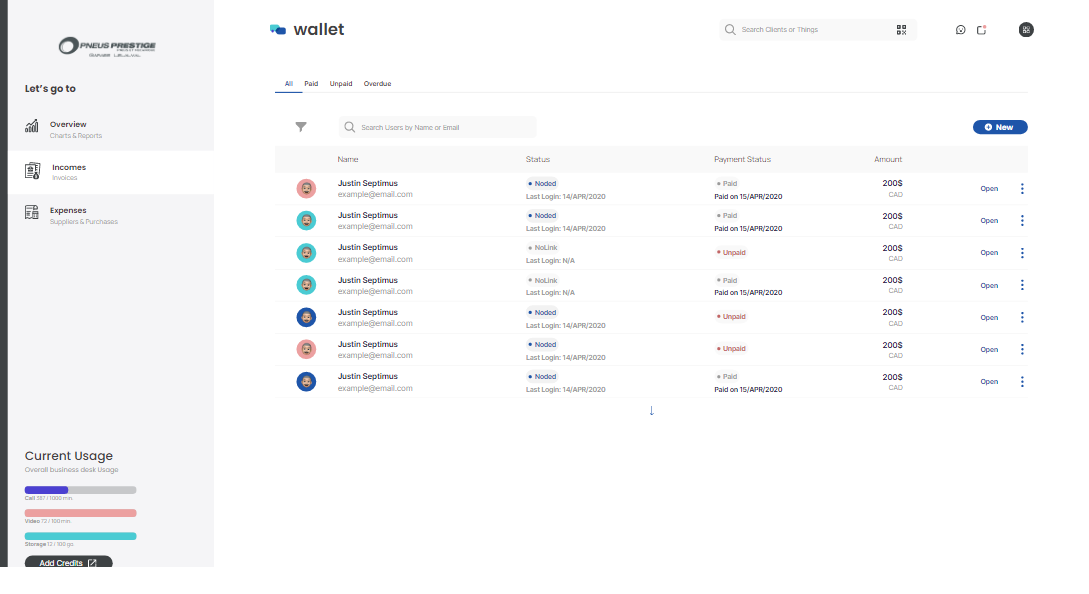 PNEUS PRESTIGE
Let's go to
Overview
Charts & Reports
Incomes
Invoices
Expenses
Suppliers & Purchases
Current Usage
Overall business desk Usage
Call 387 / 1000 min.
Video 72 / 100 min.
Storage 12 / 100 go.
Add Credits
wallet
Search Clients or Things
All Paid Unpaid Overdue
Search Users by Name or Email
New
Name Status Payment Status Amount
Justin Septimus Noded Paid 200$ Open
example@email.com Last Login: 14/APR/2020 Paid on 15/APR/2020 CAD
Justin Septimus Noded Paid 200$ Open
example@email.com Last Login: 14/APR/2020 Paid on 15/APR/2020 CAD
Justin Septimus NoLink Unpaid 200$ Open
example@email.com Last Login: N/A CAD
Justin Septimus NoLink Paid 200$ Open
example@email.com Last Login: N/A Paid on 15/APR/2020 CAD
Justin Septimus Noded Unpaid 200$ Open
example@email.com Last Login: 14/APR/2020 CAD
Justin Septimus Noded Unpaid 200$ Open
example@email.com Last Login: 14/APR/2020 CAD
Justin Septimus Noded Paid 200$ Open
example@email.com Last Login: 14/APR/2020 Paid on 15/APR/2020 CAD